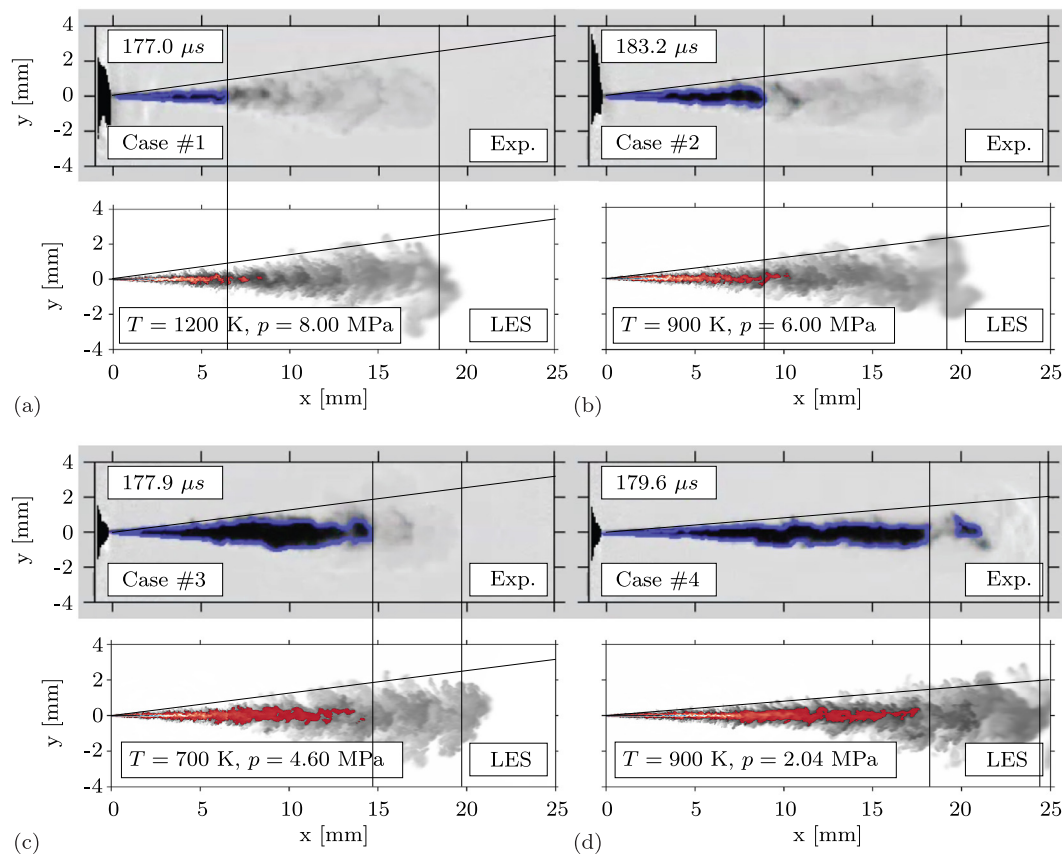 4
2
0
-2
-4
y [mm]
177.0 μs
Case #1
Exp.
183.2 μs
Case #2
Exp.
4
2
0
-2
-4
y [mm]
T = 1200 K, p = 8.00 MPa
LES
T = 900 K, p = 6.00 MPa
LES
0 5 10 15 20 25
0 5 10 15 20 25
x [mm]
x [mm]
(a)
(b)
4
2
0
-2
-4
y [mm]
177.9 μs
Case #3
Exp.
179.6 μs
Case #4
Exp.
4
2
0
-2
-4
y [mm]
T = 700 K, p = 4.60 MPa
LES
T = 900 K, p = 2.04 MPa
LES
0 5 10 15 20 25
0 5 10 15 20 25
x [mm]
x [mm]
(c)
(d)